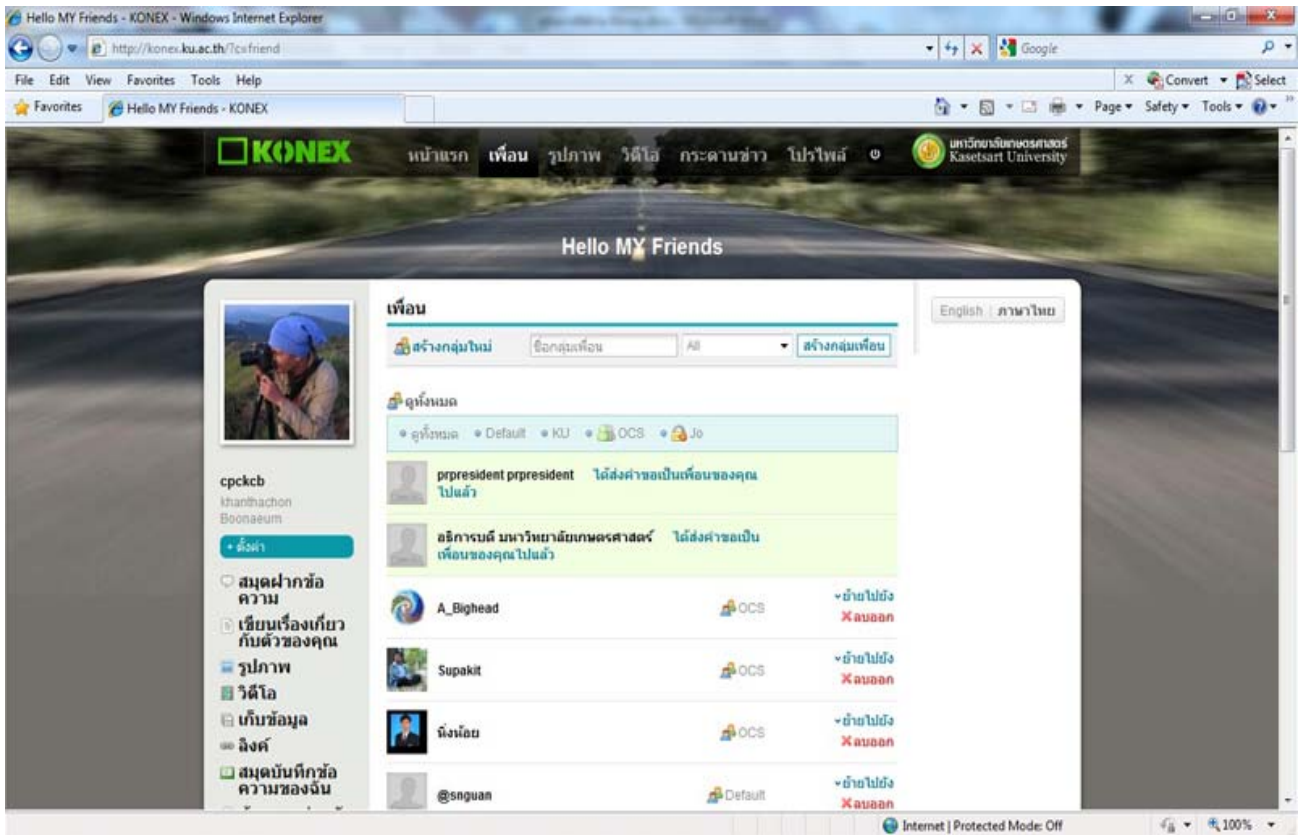 Hello MY Friends - KONEX - Windows Internet Explorer
http://konex.ku.ac.th/?c=friend
Google
File Edit View Favorites Tools Help
x Convert Select
Favorites
Hello MY Friends - KONEX
Page Safety Tools
KONEX
หน้าแรก เพื่อน รูปภาพ วิดีโอ กระดานข่าว โปรไฟล์
มหาวิทยาลัยเกษตรศาสตร์
Kasetsart University
Hello MY Friends
เพื่อน
English ภาษาไทย
สร้างกลุ่มใหม่ ชื่อกลุ่มเพื่อน All สร้างกลุ่มเพื่อน
ดูทั้งหมด
ดูทั้งหมด Default KU OCS Jo
prpresident prpresident ได้ส่งคำขอเป็นเพื่อนของคุณ
ไปแล้ว
อธิการบดี มหาวิทยาลัยเกษตรศาสตร์ ได้ส่งคำขอเป็น
เพื่อนของคุณไปแล้ว
A_Bighead OCS ย้ายไปยัง
ลบออก
Supakit OCS ย้ายไปยัง
ลบออก
นิ่งน้อย OCS ย้ายไปยัง
ลบออก
@snguan Default ย้ายไปยัง
ลบออก
cpckcb
khanthachon
Boonaeum
+ ตั้งค่า
สมุดฝากข้อ
ความ
เขียนเรื่องเกี่ยว
กับตัวของคุณ
รูปภาพ
วิดีโอ
เก็บข้อมูล
ลิงค์
สมุดบันทึกข้อ
ความของฉัน
Internet | Protected Mode: Off
100%